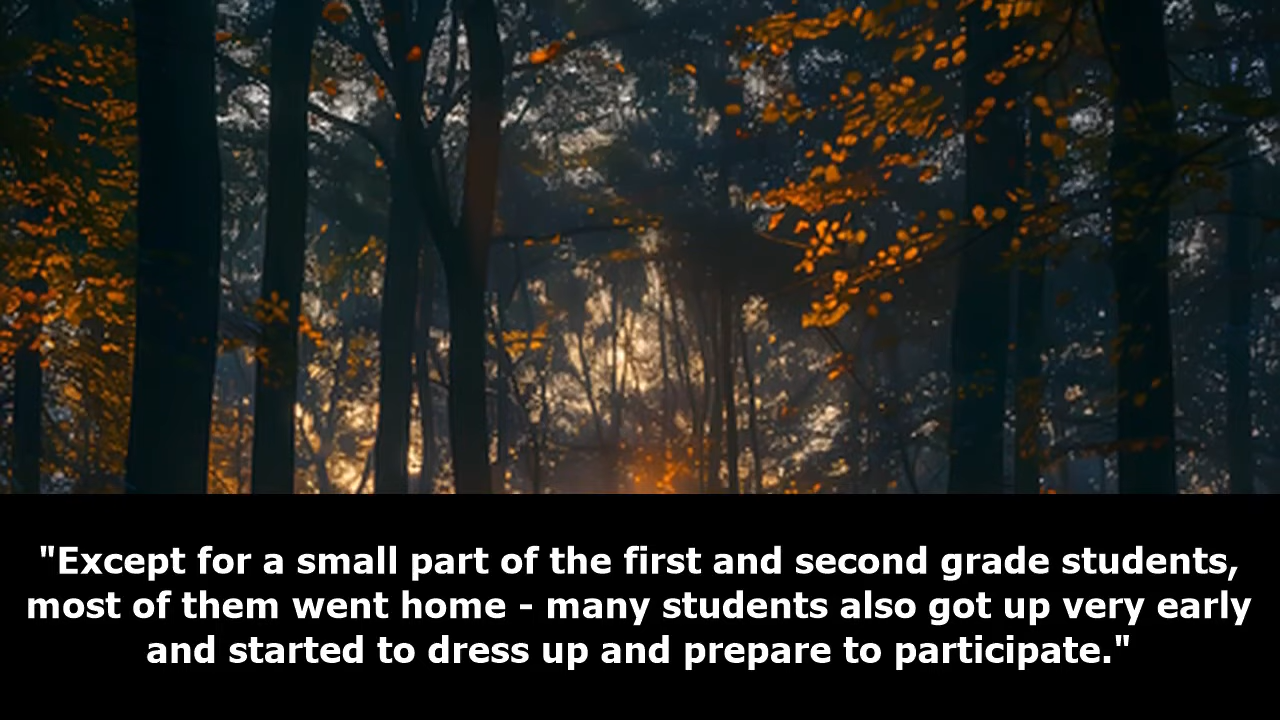 "Except for a small part of the first and second grade students,
most of them went home - many students also got up very early
and started to dress up and prepare to participate."